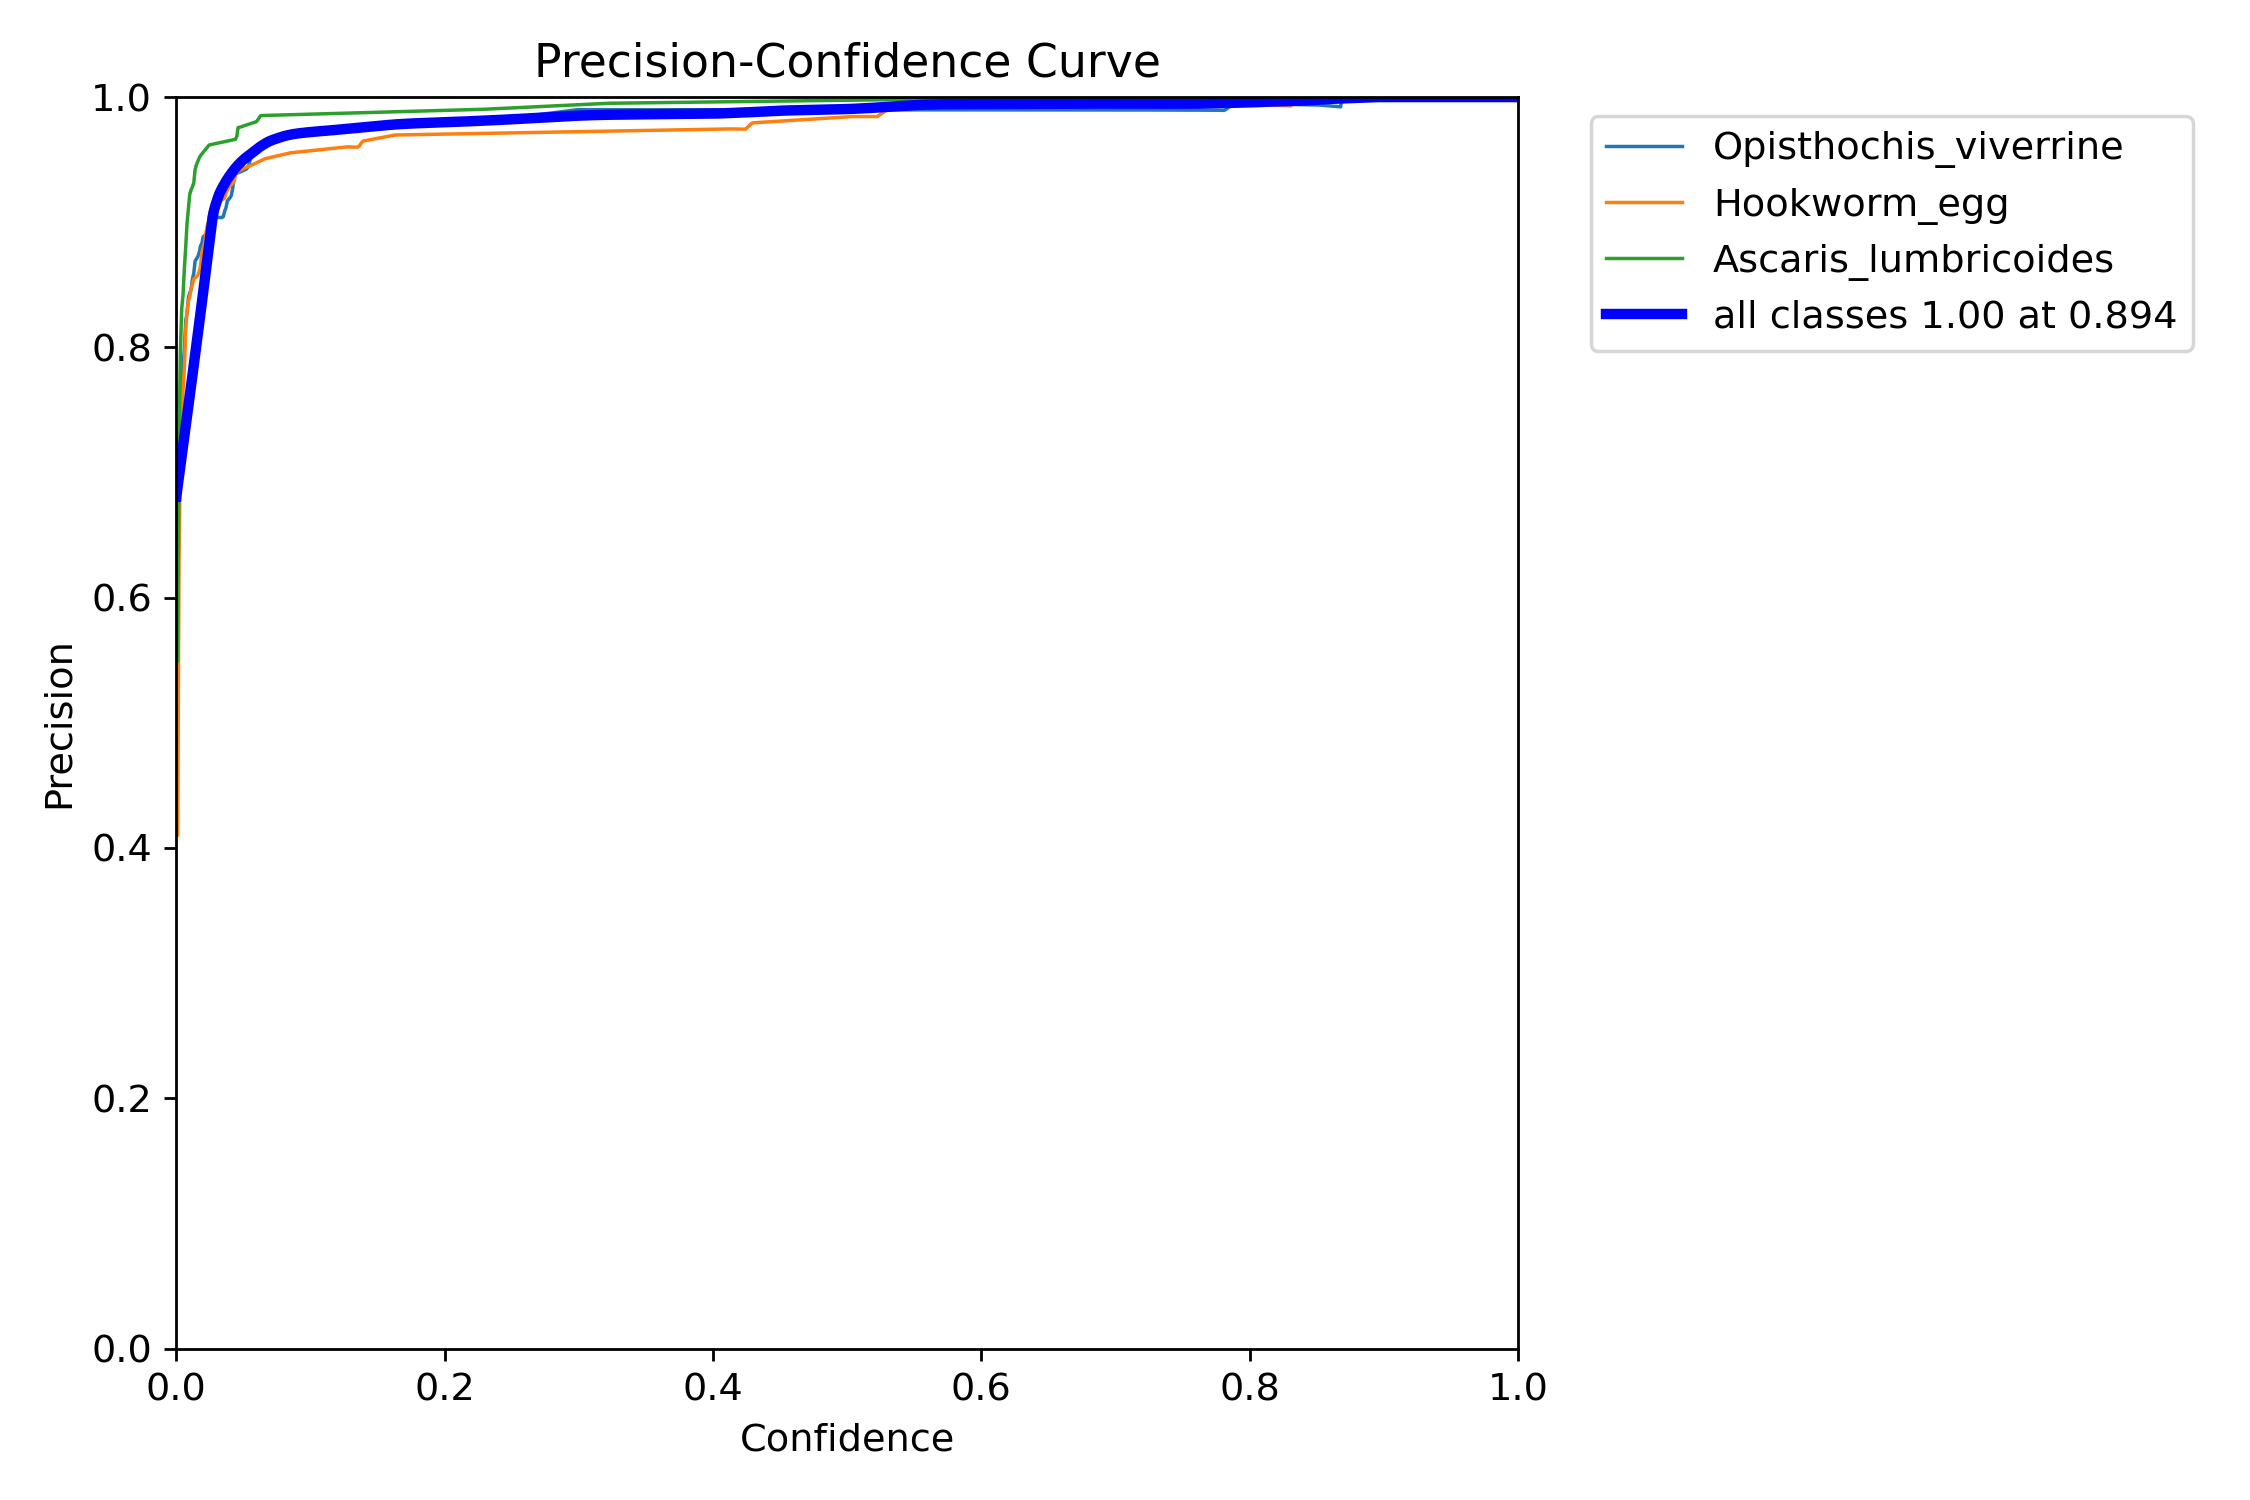 Precision-Confidence Curve
1.0
0.8
0.6
0.4
0.2
0.0
Precision
0.0 0.2 0.4 0.6 0.8 1.0
Confidence
Opisthochis_viverrine
Hookworm_egg
Ascaris_lumbricoides
all classes 1.00 at 0.894